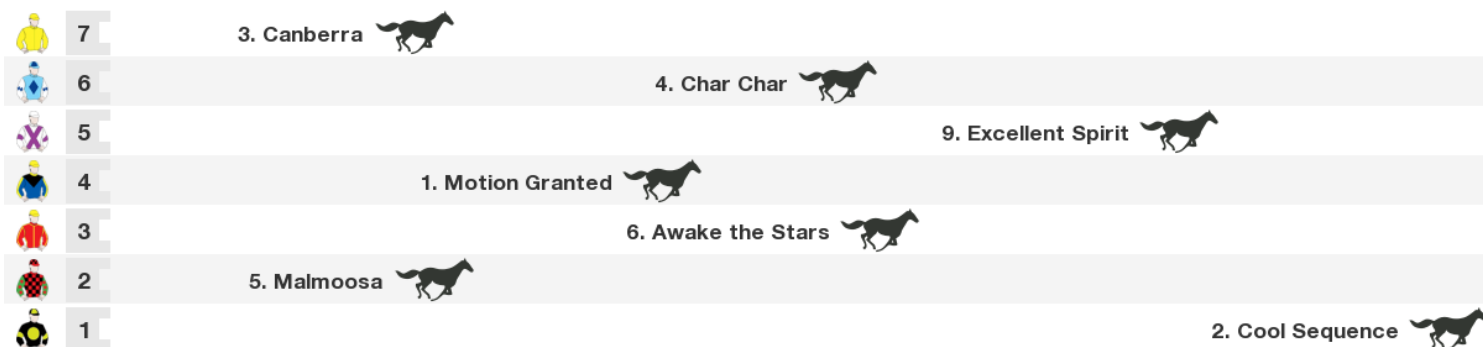 7 3. Canberra
6 4. Char Char
5 9. Excellent Spirit
4 1. Motion Granted
3 6. Awake the Stars
2 5. Malmoosa
1 2. Cool Sequence